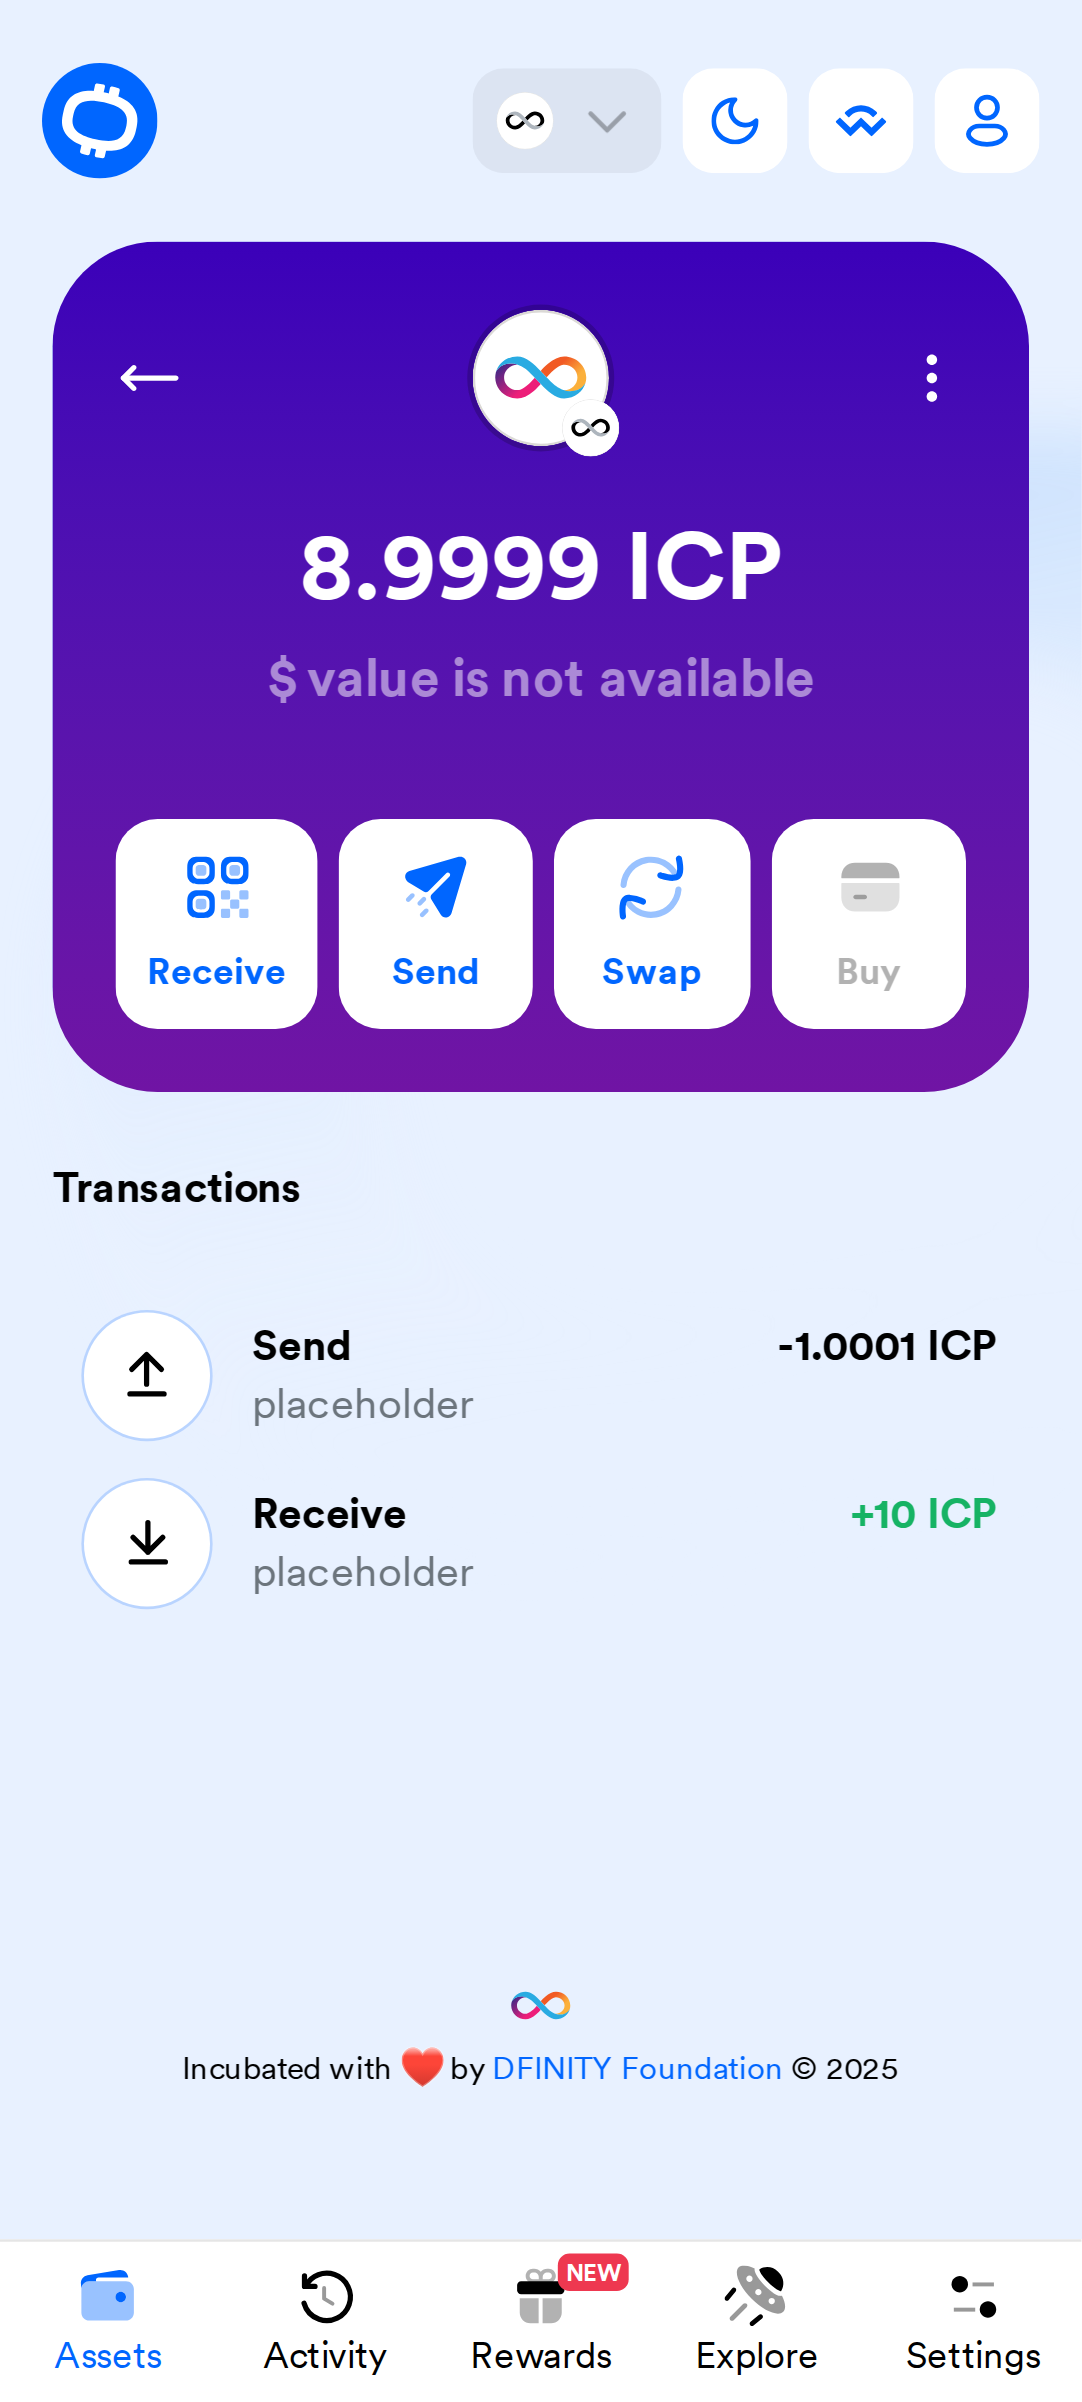 8.9999 ICP
$ value is not available
Receive
Send
Swap
Buy
Transactions
Send
-1.0001 ICP
placeholder
Receive
+10 ICP
placeholder
Incubated with ❤️ by DFINITY Foundation © 2025
NEW
Assets
Activity
Rewards
Explore
Settings